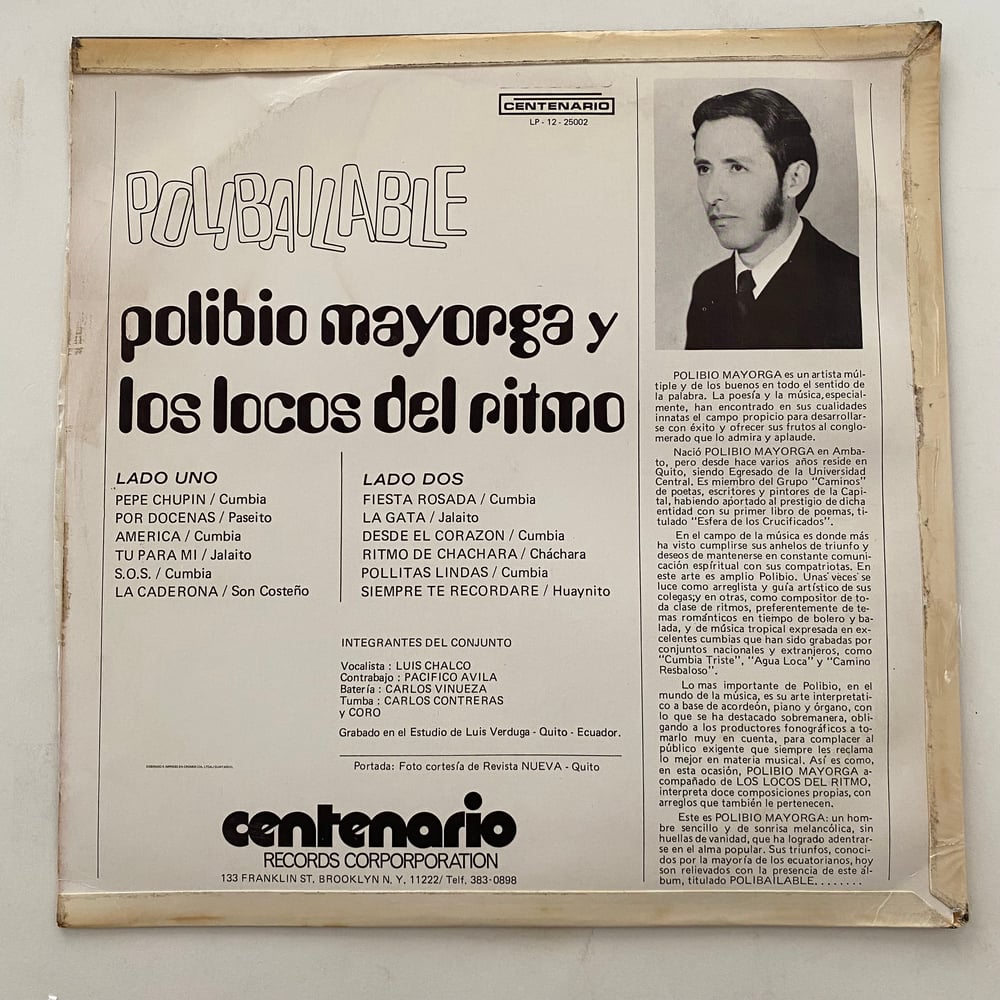 CENTENARIO
LP - 12 - 25002
POLIBAILABLE
polibio mayorga y
los locos del ritmo
LADO UNO
PEPE CHUPIN / Cumbia
POR DOCENAS / Paseito
AMERICA / Cumbia
TU PARA MI / Jalaito
S.O.S. / Cumbia
LA CADERONA / Son Costeño
LADO DOS
FIESTA ROSADA / Cumbia
LA GATA / Jalaito
DESDE EL CORAZON / Cumbia
RITMO DE CHACHARA / Cháchara
POLLITAS LINDAS / Cumbia
SIEMPRE TE RECORDARE / Huaynito
INTEGRANTES DEL CONJUNTO
Vocalista : LUIS CHALCO
Contrabajo : PACIFICO AVILA
Batería : CARLOS VINUEZA
Tumba : CARLOS CONTRERAS
y CORO
Grabado en el Estudio de Luis Verduga - Quito - Ecuador.
Portada: Foto cortesía de Revista NUEVA - Quito
centenario
RECORDS CORPORPORATION
133 FRANKLIN ST. BROOKLYN N. Y. 11222/ Telf. 383-0898
POLIBIO MAYORGA es un artista múl-
tiple y de los buenos en todo el sentido de
la palabra. La poesía y la música,especial-
mente, han encontrado en sus cualidades
innatas el campo propicio para desarrollar-
se con éxito y ofrecer sus frutos al conglo-
merado que lo admira y aplaude.
Nació POLIBIO MAYORGA en Amba-
to, pero desde hace varios años reside en
Quito, siendo Egresado de la Universidad
Central. Es miembro del Grupo "Caminos"
de poetas, escritores y pintores de la Capi-
tal, habiendo aportado al prestigio de dicha
entidad con su primer libro de poemas, ti-
tulado "Esfera de los Crucificados".
En el campo de la música es donde más
ha visto cumplirse sus anhelos de triunfo y
deseos de mantenerse en constante comuni-
cación espíritual con sus compatriotas. En
este arte es amplio Polibio. Unas veces se
luce como arreglista y guía artístico de sus
colegas;y en otras, como compositor de to-
da clase de ritmos, preferentemente de te-
mas románticos en tiempo de bolero y ba-
lada, y de música tropical expresada en ex-
celentes cumbias que han sido grabadas por
conjuntos nacionales y extranjeros, como
"Cumbia Triste", "Agua Loca" y "Camino
Resbaloso".
Lo mas importante de Polibio, en el
mundo de la música, es su arte interpretati-
co a base de acordeón, piano y órgano, con
lo que se ha destacado sobremanera, obli-
gando a los productores fonográficos a to-
marlo muy en cuenta, para complacer al
público exigente que siempre les reclama
lo mejor en materia musical. Así es como,
en esta ocasión, POLIBIO MAYORGA a-
compañado de LOS LOCOS DEL RITMO,
interpreta doce composiciones propias, con
arreglos que también le pertenecen.
Este es POLIBIO MAYORGA: un hom-
bre sencillo y de sonrisa melancólica, sin
huellas de vanidad, que ha logrado adentrar-
se en el alma popular. Sus triunfos, conoci-
dos por la mayoría de los ecuatorianos, hoy
son relievados con la presencia de este ál-
bum, titulado POLIBAILABLE. . . . . . . .